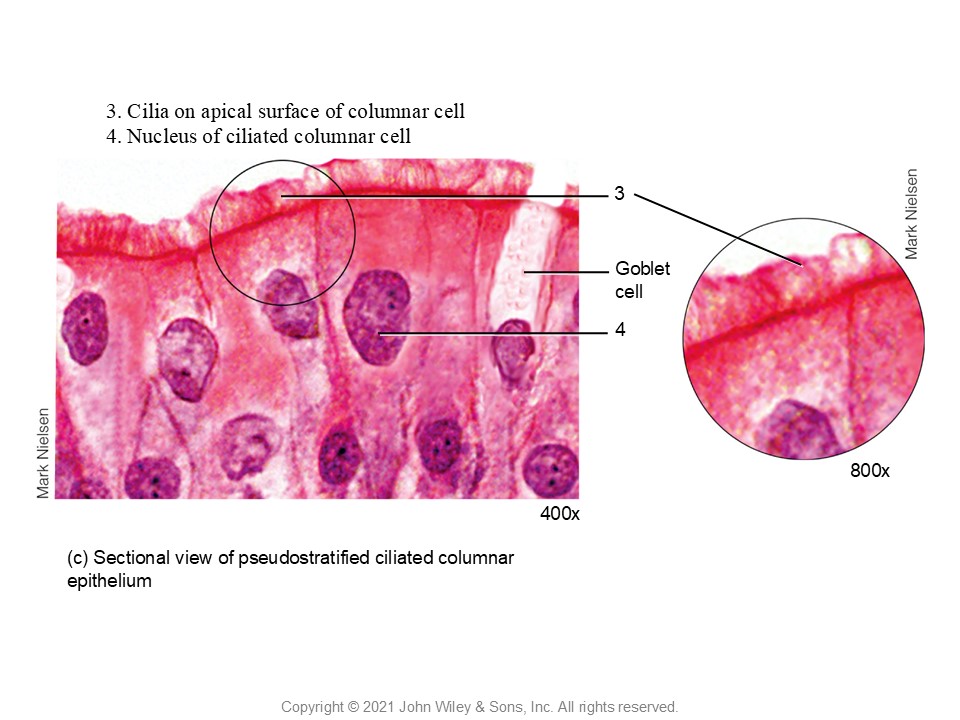 3. Cilia on apical surface of columnar cell
4. Nucleus of ciliated columnar cell
3
Mark Nielsen
Goblet
cell
4
Mark Nielsen
800x
400x
(c) Sectional view of pseudostratified ciliated columnar
epithelium
Copyright © 2021 John Wiley & Sons, Inc. All rights reserved.